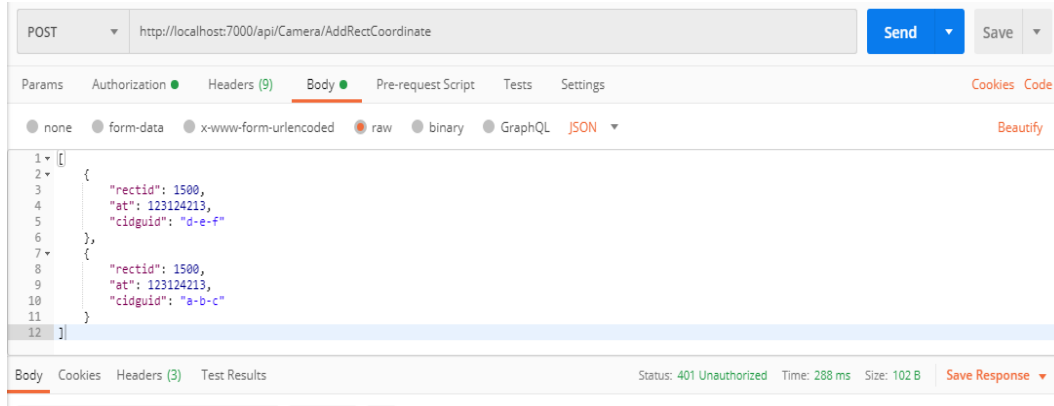 POST http://localhost:7000/api/Camera/AddRectCoordinate Send Save
Params Authorization Headers (9) Body Pre-request Script Tests Settings Cookies Code
none form-data x-www-form-urlencoded raw binary GraphQL JSON Beautify
1 [
2 {
3 "rectid": 1500,
4 "at": 123124213,
5 "cidguid": "d-e-f"
6 },
7 {
8 "rectid": 1500,
9 "at": 123124213,
10 "cidguid": "a-b-c"
11 }
12 ]
Body Cookies Headers (3) Test Results Status: 401 Unauthorized Time: 288 ms Size: 102 B Save Response